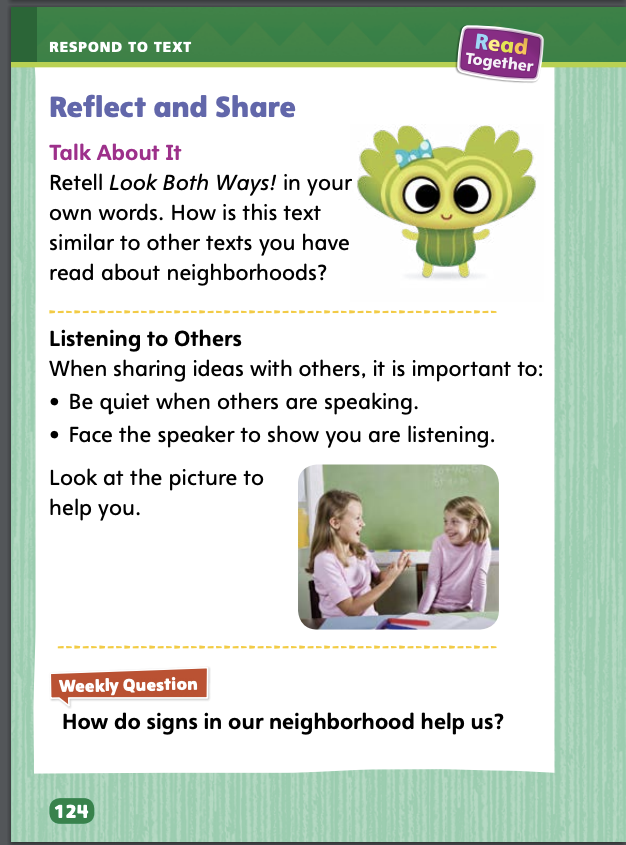 RESPOND TO TEXT
Read
Together
Reflect and Share
Talk About It
Retell Look Both Ways! in your
own words. How is this text
similar to other texts you have
read about neighborhoods?
Listening to Others
When sharing ideas with others, it is important to:
• Be quiet when others are speaking.
• Face the speaker to show you are listening.
Look at the picture to
help you.
Weekly Question
How do signs in our neighborhood help us?
124